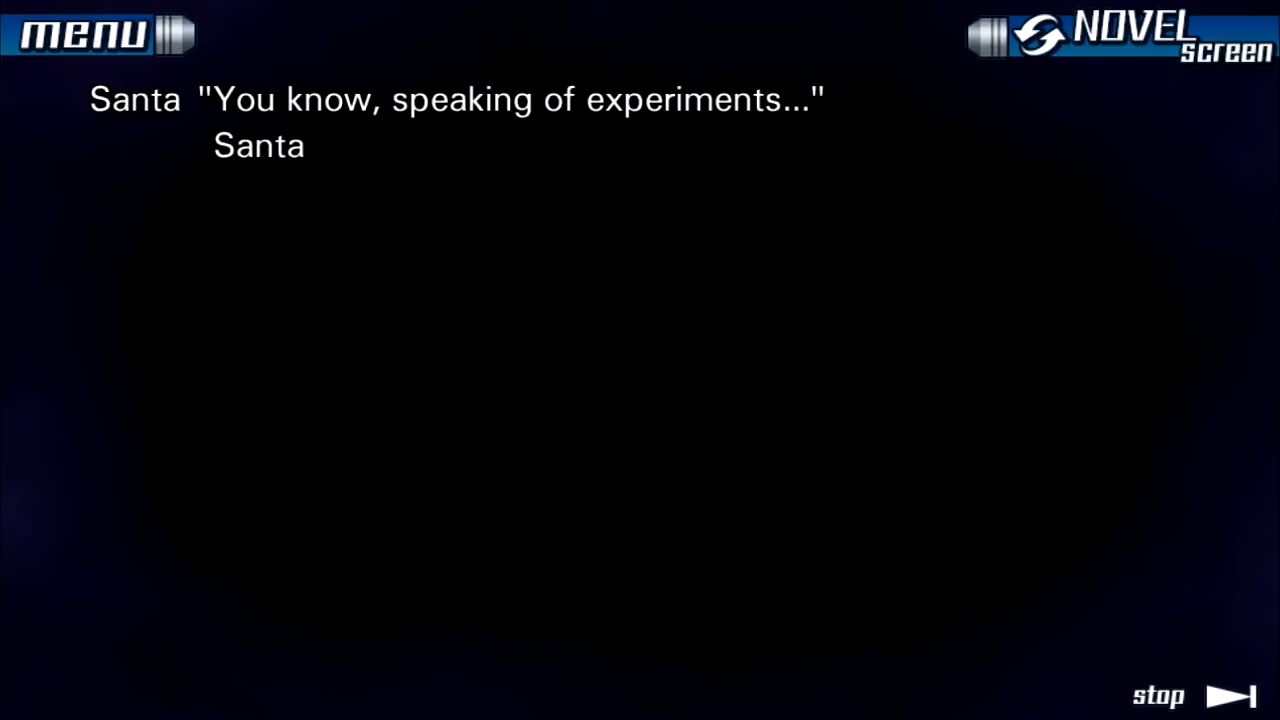 menu
NOVEL
screen
Santa "You know, speaking of experiments..."
Santa
stop